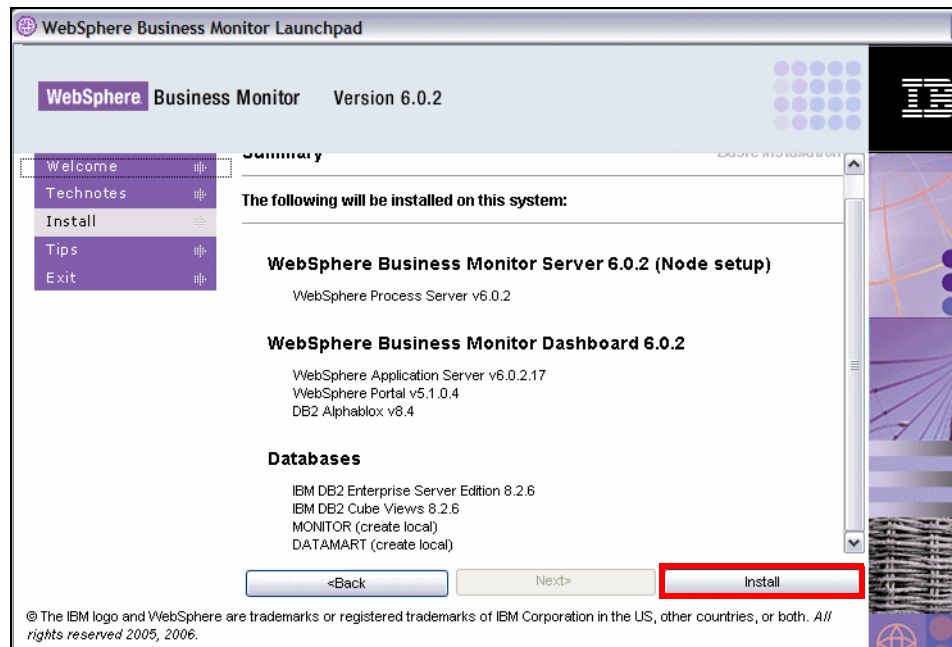 WebSphere Business Monitor Launchpad
WebSphere Business Monitor Version 6.0.2
IBM
Welcome
Technotes
Install
Tips
Exit
Summary
Basic Installation
The following will be installed on this system:
WebSphere Business Monitor Server 6.0.2 (Node setup)
WebSphere Process Server v6.0.2
WebSphere Business Monitor Dashboard 6.0.2
WebSphere Application Server v6.0.2.17
WebSphere Portal v5.1.0.4
DB2 Alphablox v8.4
Databases
IBM DB2 Enterprise Server Edition 8.2.6
IBM DB2 Cube Views 8.2.6
MONITOR (create local)
DATAMART (create local)
<Back
Next>
Install
© The IBM logo and WebSphere are trademarks or registered trademarks of IBM Corporation in the US, other countries, or both. All
rights reserved 2005, 2006.